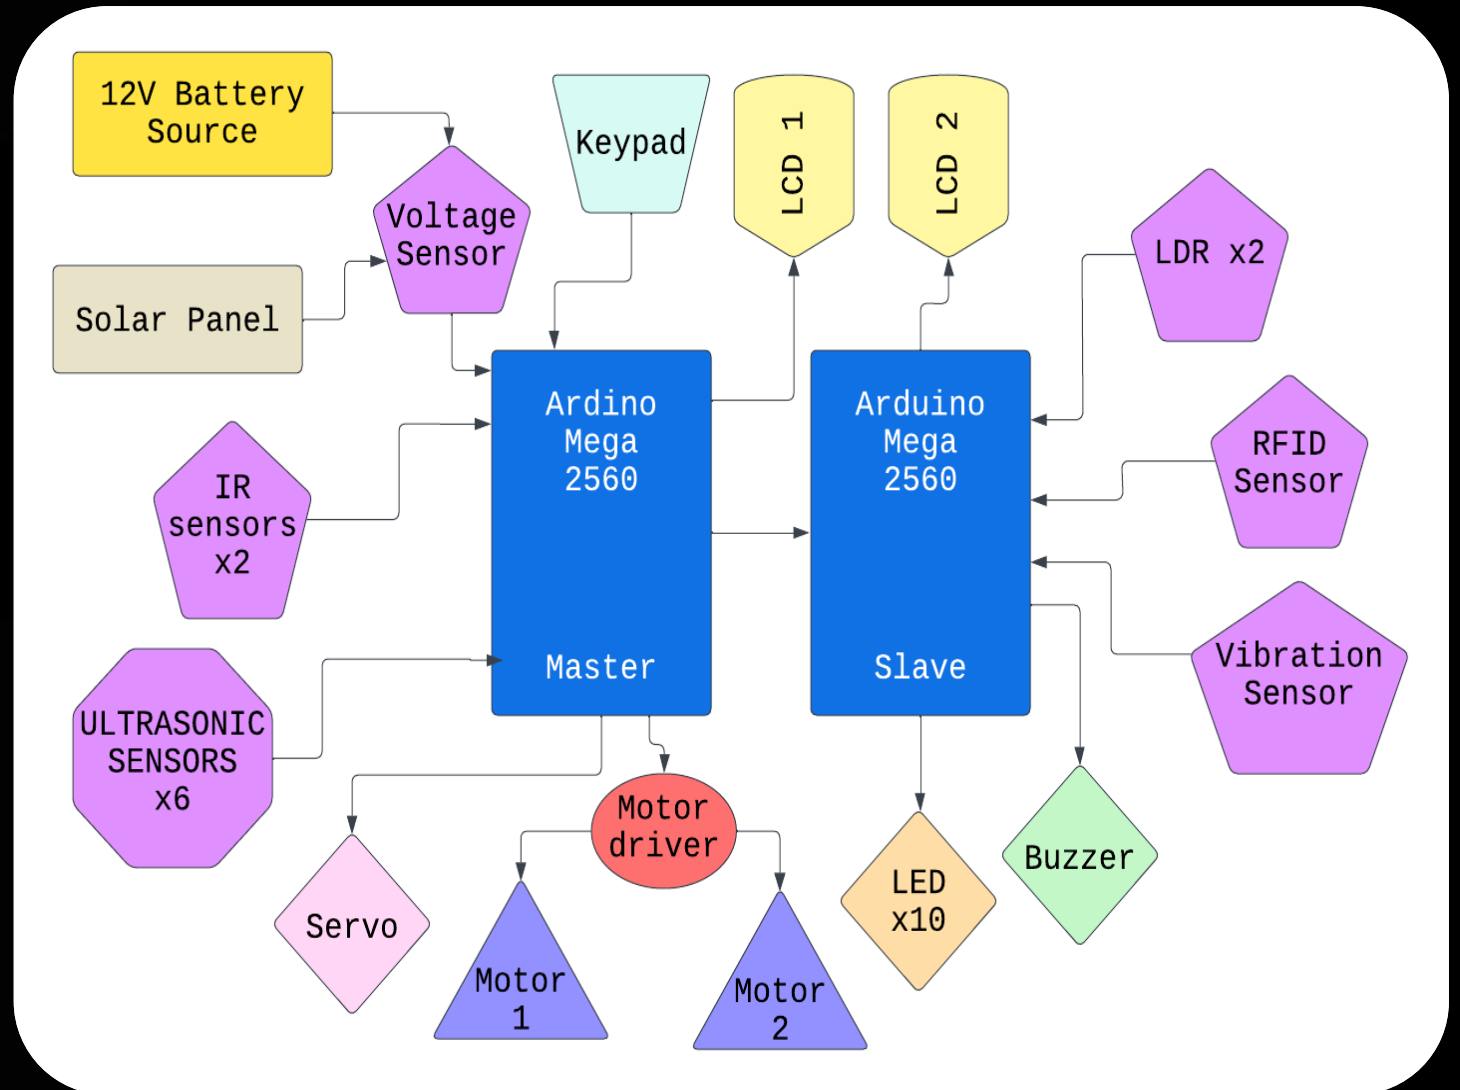 12V Battery
Source
Keypad
LCD 1
LCD 2
Voltage
Sensor
LDR x2
Solar Panel
Ardino
Mega
2560
Master
Arduino
Mega
2560
Slave
RFID
Sensor
IR
sensors
x2
Vibration
Sensor
ULTRASONIC
SENSORS
x6
Motor
driver
Buzzer
LED
x10
Servo
Motor
1
Motor
2